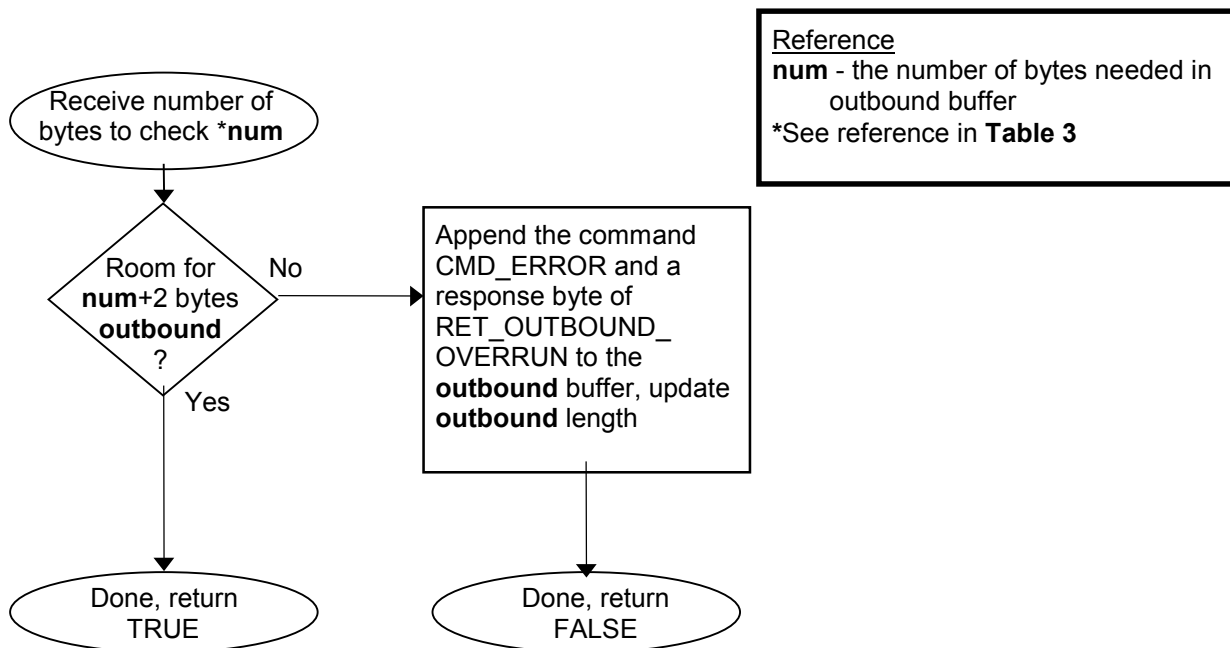 Receive number of
bytes to check *num
Reference
num - the number of bytes needed in
outbound buffer
*See reference in Table 3
Room for
num+2 bytes
outbound
?
No
Yes
Append the command
CMD_ERROR and a
response byte of
RET_OUTBOUND_
OVERRUN to the
outbound buffer, update
outbound length
Done, return
TRUE
Done, return
FALSE